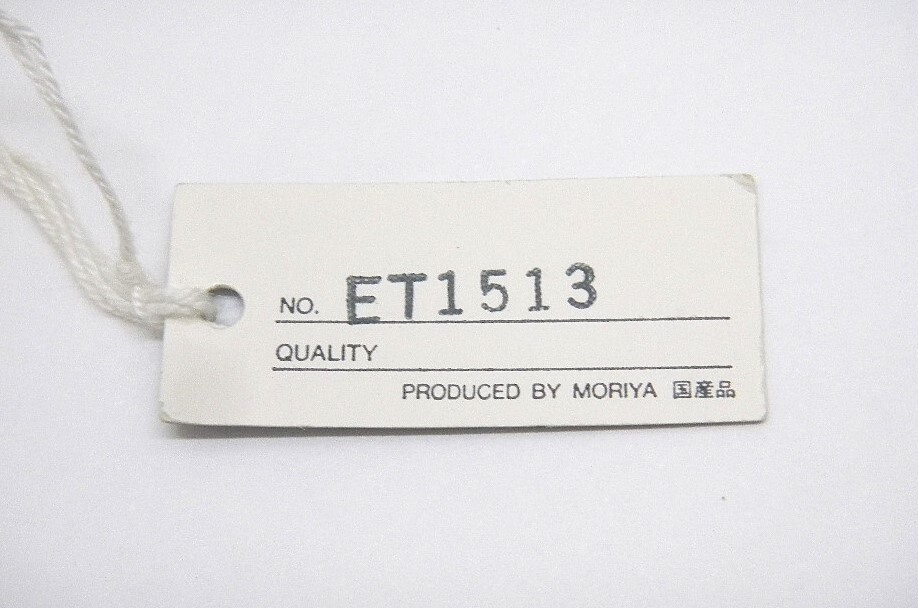 NO. ET1513
QUALITY
PRODUCED BY MORIYA 国産品